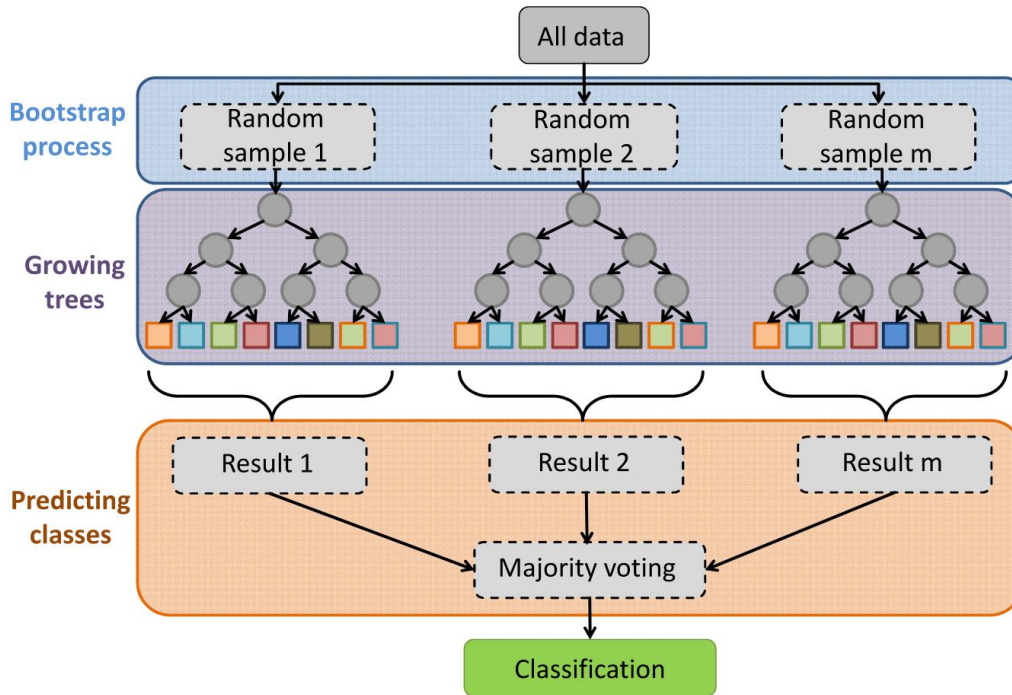 All data
Bootstrap
process
Random
sample 1
Random
sample 2
Random
sample m
Growing
trees
Predicting
classes
Result 1
Result 2
Result m
Majority voting
Classification